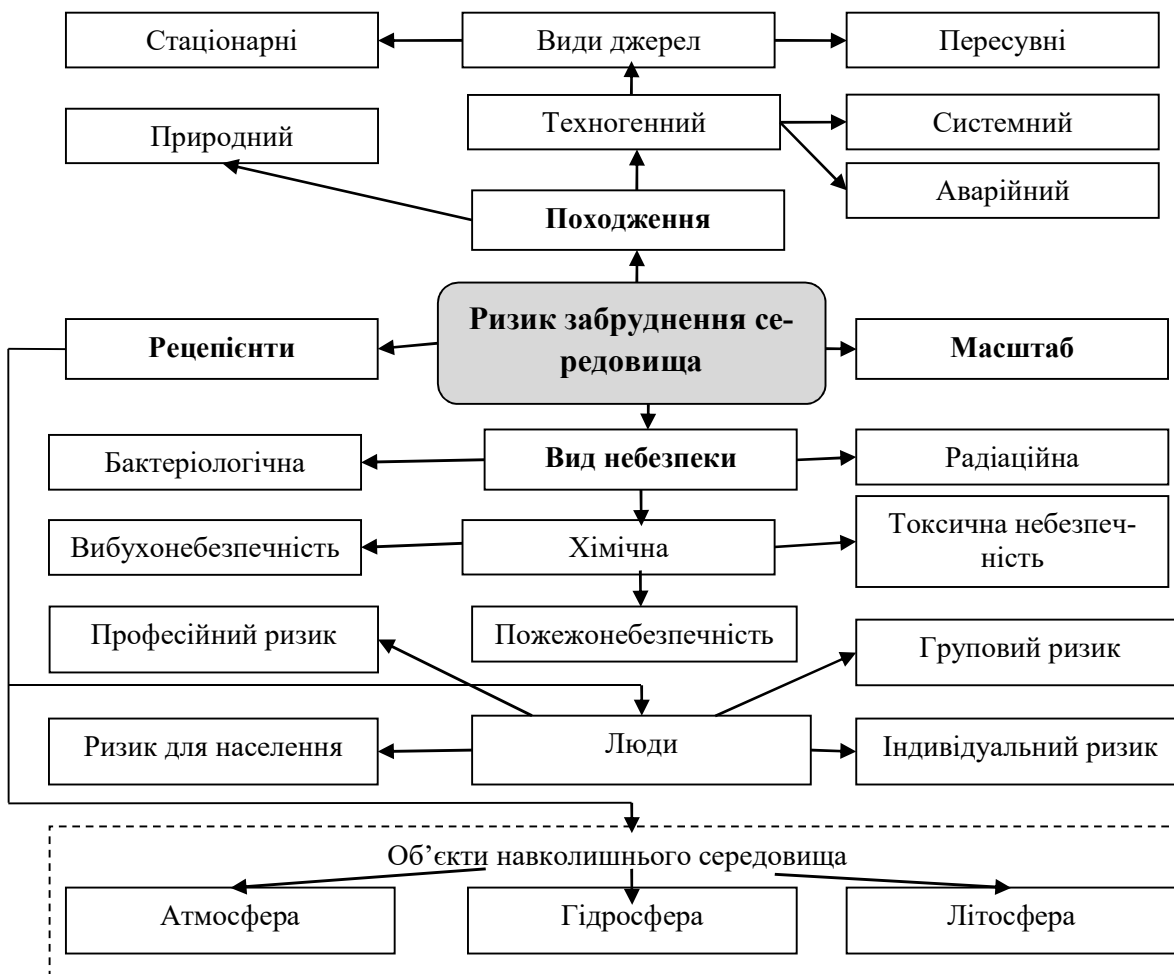 Стаціонарні
Види джерел
Пересувні
Природний
Техногенний
Системний
Аварійний
Походження
Ризик забруднення се-
редовища
Рецепієнти
Масштаб
Бактеріологічна
Вид небезпеки
Радіаційна
Вибухонебезпечність
Хімічна
Токсична небезпеч-
ність
Професійний ризик
Пожежонебезпечність
Груповий ризик
Ризик для населення
Люди
Індивідуальний ризик
Об’єкти навколишнього середовища
Атмосфера
Гідросфера
Літосфера